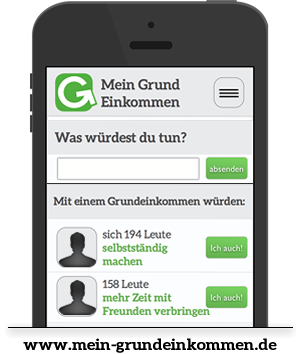 G
Mein Grund
Einkommen
Was würdest du tun?
absenden
Mit einem Grundeinkommen würden:
sich 194 Leute
selbstständig
machen
Ich auch!
158 Leute
mehr Zeit mit
Freunden verbringen
Ich auch!
www.mein-grundeinkommen.de